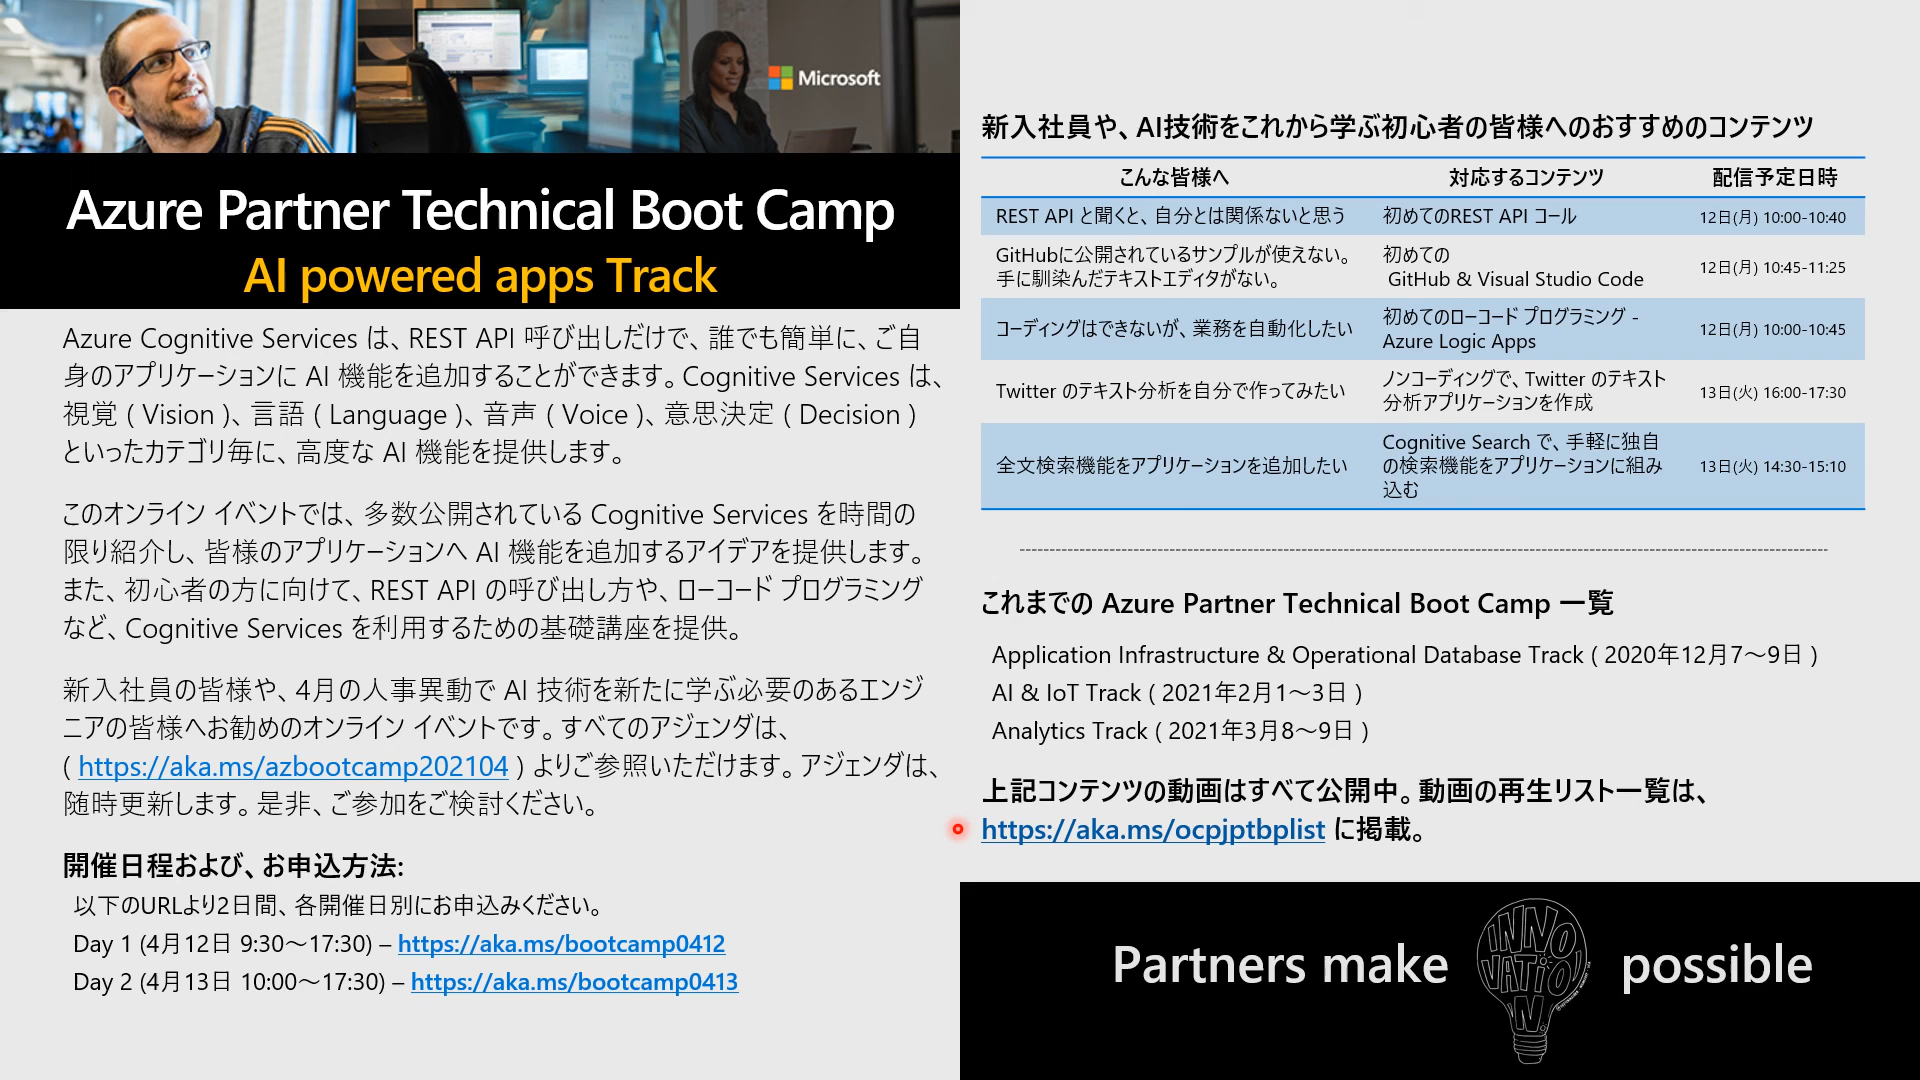 Microsoft
Azure Partner Technical Boot Camp
AI powered apps Track
Azure Cognitive Services は、REST API 呼び出しだけで、誰でも簡単に、ご自
身のアプリケーションに AI 機能を追加することができます。Cognitive Services は、
視覚 ( Vision )、言語 ( Language )、音声 ( Voice )、意思決定 ( Decision )
といったカテゴリ毎に、高度な AI 機能を提供します。
このオンライン イベントでは、多数公開されている Cognitive Services を時間の
限り紹介し、皆様のアプリケーションへ AI 機能を追加するアイデアを提供します。
また、初心者の方に向けて、REST API の呼び出し方や、ローコード プログラミング
など、Cognitive Services を利用するための基礎講座を提供。
新入社員の皆様や、4月の人事異動で AI 技術を新たに学ぶ必要のあるエンジ
ニアの皆様へお勧めのオンライン イベントです。すべてのアジェンダは、
( https://aka.ms/azbootcamp202104 ) よりご参照いただけます。アジェンダは、
随時更新します。是非、ご参加をご検討ください。
開催日程および、お申込方法:
以下のURLより2日間、各開催日別にお申込みください。
Day 1 (4月12日 9:30～17:30) – https://aka.ms/bootcamp0412
Day 2 (4月13日 10:00～17:30) – https://aka.ms/bootcamp0413
新入社員や、AI技術をこれから学ぶ初心者の皆様へのおすすめのコンテンツ
こんな皆様へ 対応するコンテンツ 配信予定日時
REST API と聞くと、自分とは関係ないと思う 初めてのREST API コール 12日(月) 10:00-10:40
GitHubに公開されているサンプルが使えない。
手に馴染んだテキストエディタがない。
初めての
GitHub & Visual Studio Code
12日(月) 10:45-11:25
コーディングはできないが、業務を自動化したい
初めてのローコード プログラミング -
Azure Logic Apps
12日(月) 10:00-10:45
Twitter のテキスト分析を自分で作ってみたい
ノンコーディングで、Twitter のテキスト
分析アプリケーションを作成
13日(火) 16:00-17:30
全文検索機能をアプリケーションを追加したい
Cognitive Search で、手軽に独自
の検索機能をアプリケーションに組み
込む
13日(火) 14:30-15:10
これまでの Azure Partner Technical Boot Camp 一覧
Application Infrastructure & Operational Database Track ( 2020年12月7～9日 )
AI & IoT Track ( 2021年2月1～3日 )
Analytics Track ( 2021年3月8～9日 )
上記コンテンツの動画はすべて公開中。動画の再生リスト一覧は、
https://aka.ms/ocpjptbplist に掲載。
Partners make INNOVATION possible